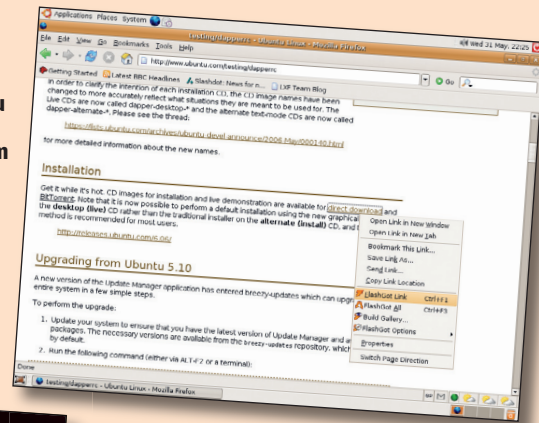 u
m
Applications Places System
Wed 31 May, 22:25
testing/dapperrc - Ubuntu Linux - Mozilla Firefox
File Edit View Go Bookmarks Tools Help
http://www.ubuntu.com/testing/dapperrc
Go
Getting Started Latest BBC Headlines Slashdot: News for n... LXF Team Blog
In order to clarify the intention of each installation CD, the CD image names have been
changed to more accurately reflect what situations they are meant to be used for. The
Live CDs are now called dapper-desktop-* and the alternate text-mode CDs are now called
dapper-alternate-*. Please see the thread:
https://lists.ubuntu.com/archives/ubuntu-devel-announce/2006-May/000140.html
for more detailed information about the new names.
Installation
Get it while it's hot. CD images for installation and live demonstration are available for direct download and
BitTorrent. Note that it is now possible to perform a default installation using the new graphical
the desktop (live) CD rather than the traditional installer on the alternate (install) CD, and
method is recommended for most users.
http://releases.ubuntu.com/6.06/
Open Link in New Window
Open Link in New Tab
Bookmark This Link...
Save Link As...
Send Link...
Copy Link Location
FlashGot Link Ctrl+F1
FlashGot All Ctrl+F3
Build Gallery...
FlashGot Options
Properties
Switch Page Direction
Upgrading from Ubuntu 5.10
A new version of the Update Manager application has entered breezy-updates which can
entire system in a few simple steps.
To perform the upgrade:
1. Update your system to ensure that you have the latest version of Update Manager and
packages. The necessary versions are available from the breezy-updates repository, which
by default.
2. Run the following command (either via ALT-F2 or a terminal):
Done
testing/dapperrc - Ubuntu Linux - Mozilla Firefox